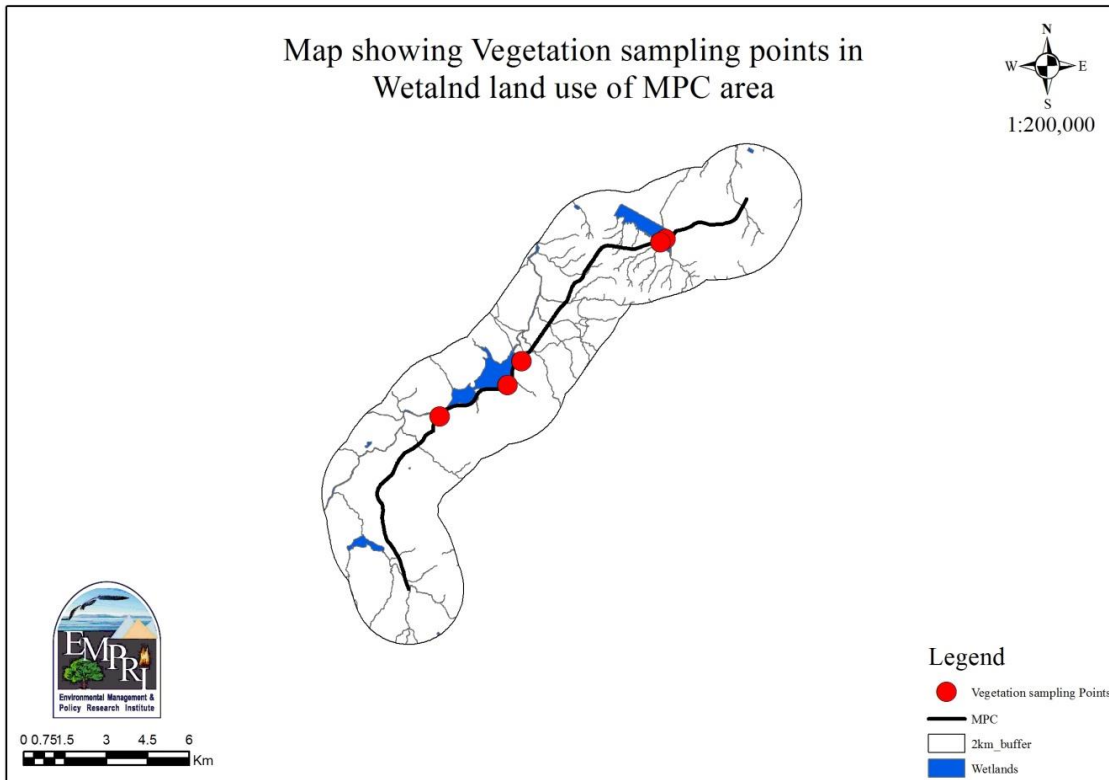 Map showing Vegetation sampling points in
Wetalnd land use of MPC area
N
W E
S
1:200,000
EMPRI
Environmental Management &
Policy Research Institute
0 0.751.5 3 4.5 6
Km
Legend
Vegetation sampling Points
MPC
2km_buffer
Wetlands